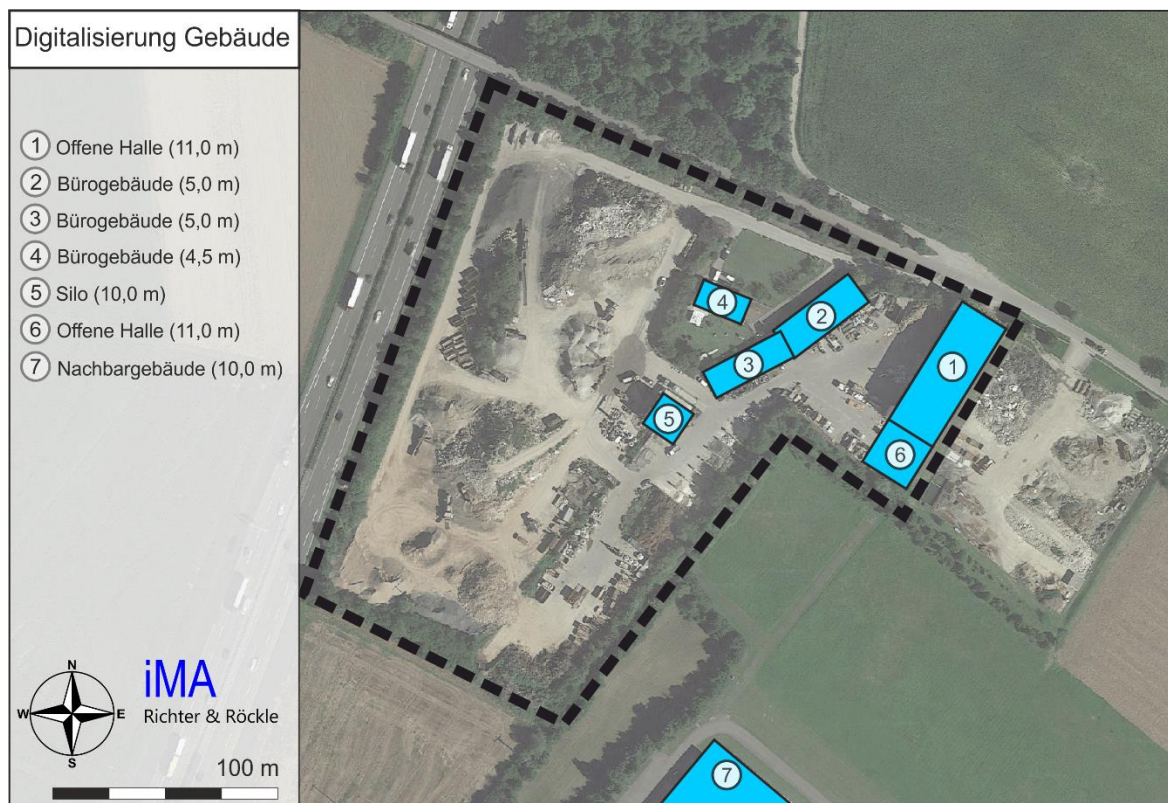 Digitalisierung Gebäude
1 Offene Halle (11,0 m)
2 Bürogebäude (5,0 m)
3 Bürogebäude (5,0 m)
4 Bürogebäude (4,5 m)
5 Silo (10,0 m)
6 Offene Halle (11,0 m)
7 Nachbargebäude (10,0 m)
4
2
1
3
5
6
7
N
W E
S
iMA
Richter & Röckle
100 m